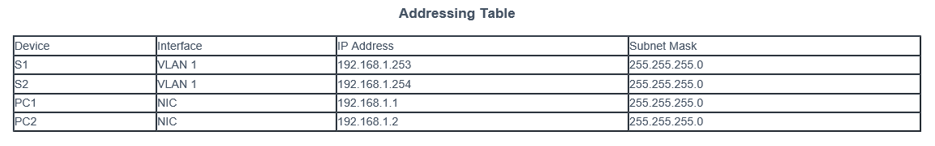 Addressing Table
Device Interface IP Address Subnet Mask
S1 VLAN 1 192.168.1.253 255.255.255.0
S2 VLAN 1 192.168.1.254 255.255.255.0
PC1 NIC 192.168.1.1 255.255.255.0
PC2 NIC 192.168.1.2 255.255.255.0